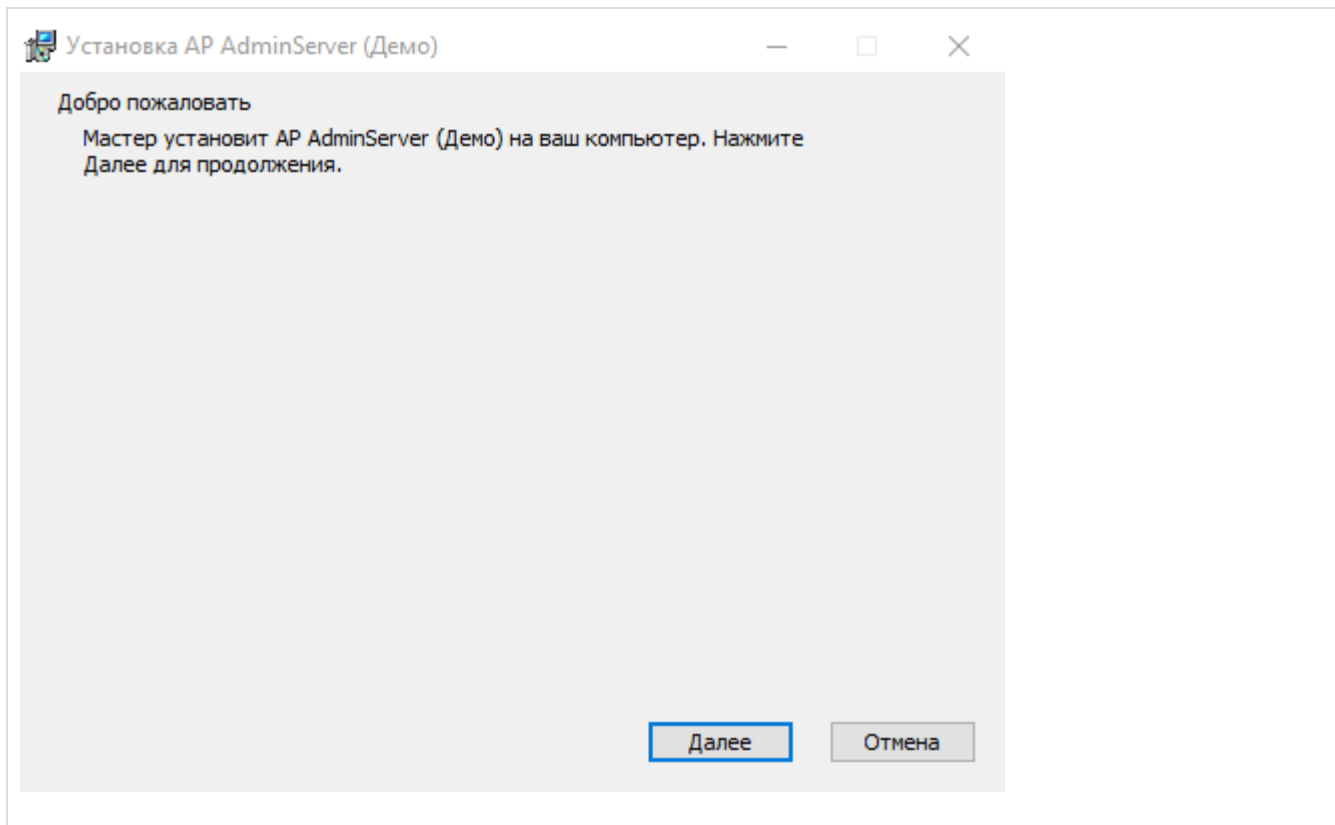 Установка AP AdminServer (Демо)
Добро пожаловать
Мастер установит AP AdminServer (Демо) на ваш компьютер. Нажмите
Далее для продолжения.
Далее
Отмена